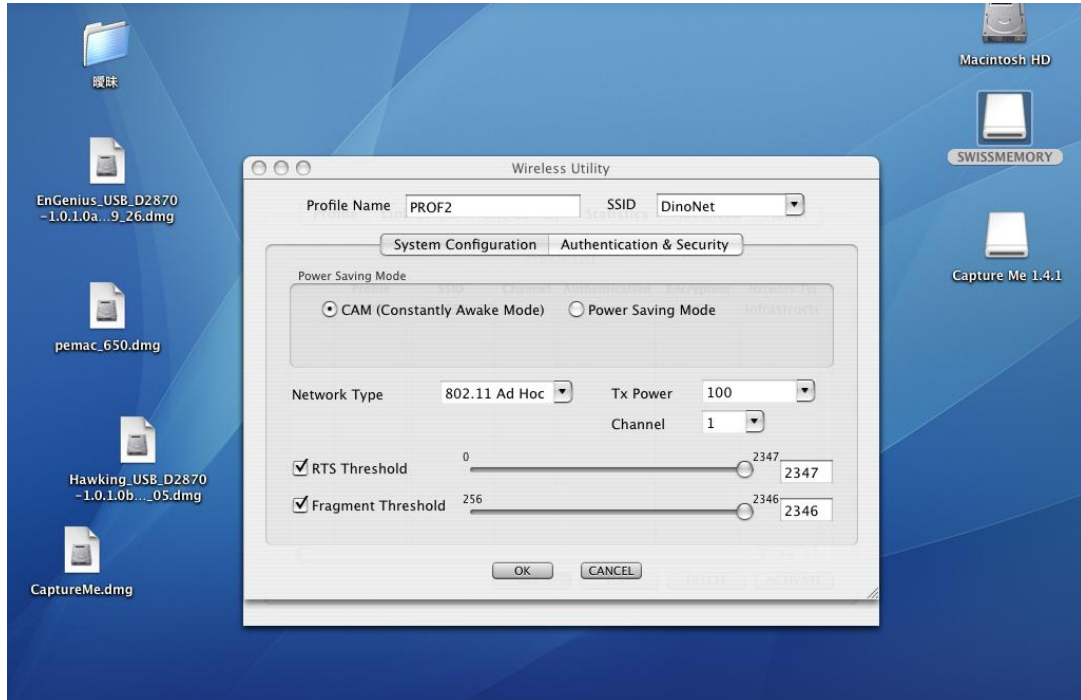 曖昧
EnGenius_USB_D2870
-1.0.1.0a...9_26.dmg
pemac_650.dmg
Hawking_USB_D2870
-1.0.1.0b..._05.dmg
CaptureMe.dmg
Macintosh HD
SWISSMEMORY
Capture Me 1.4.1
Wireless Utility
Profile Name PROF2 SSID DinoNet
System Configuration Authentication & Security
Power Saving Mode
CAM (Constantly Awake Mode) Power Saving Mode
Network Type 802.11 Ad Hoc Tx Power 100
Channel 1
RTS Threshold 0 2347 2347
Fragment Threshold 256 2346 2346
OK CANCEL